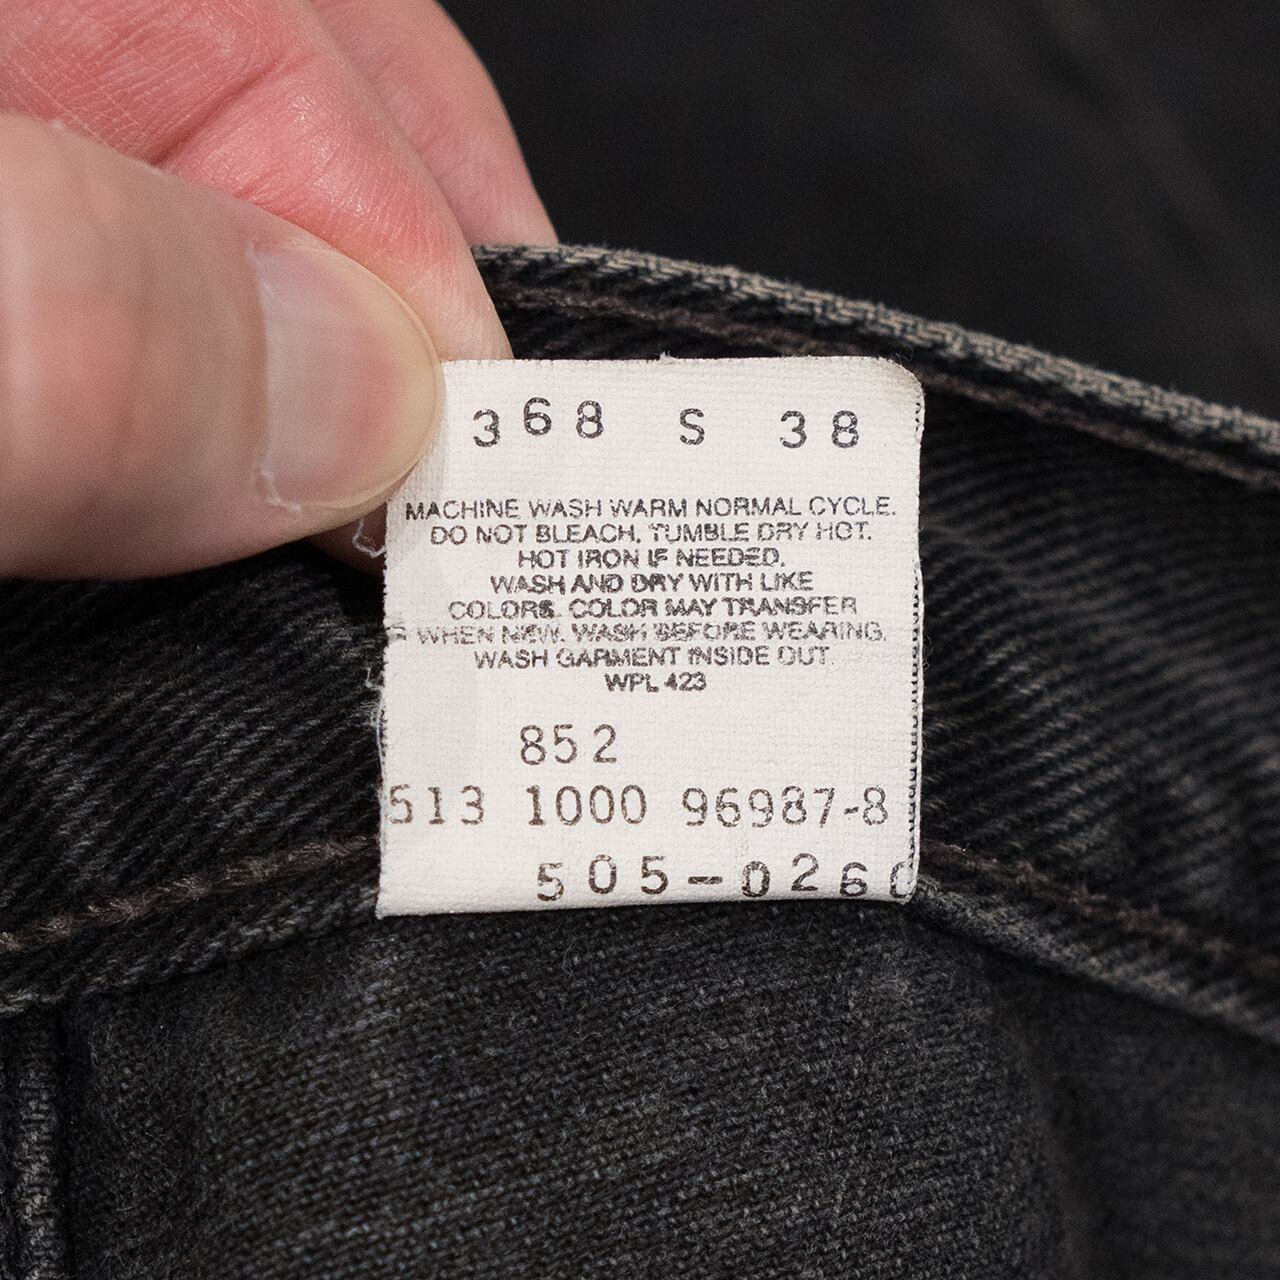 368 S 38
MACHINE WASH WARM NORMAL CYCLE.
DO NOT BLEACH. TUMBLE DRY HOT.
HOT IRON IF NEEDED.
WASH AND DRY WITH LIKE
COLORS. COLOR MAY TRANSFER
WHEN NEW. WASH BEFORE WEARING.
WASH GARMENT INSIDE OUT.
WPL 423
852
513 1000 96987-8
505-0260